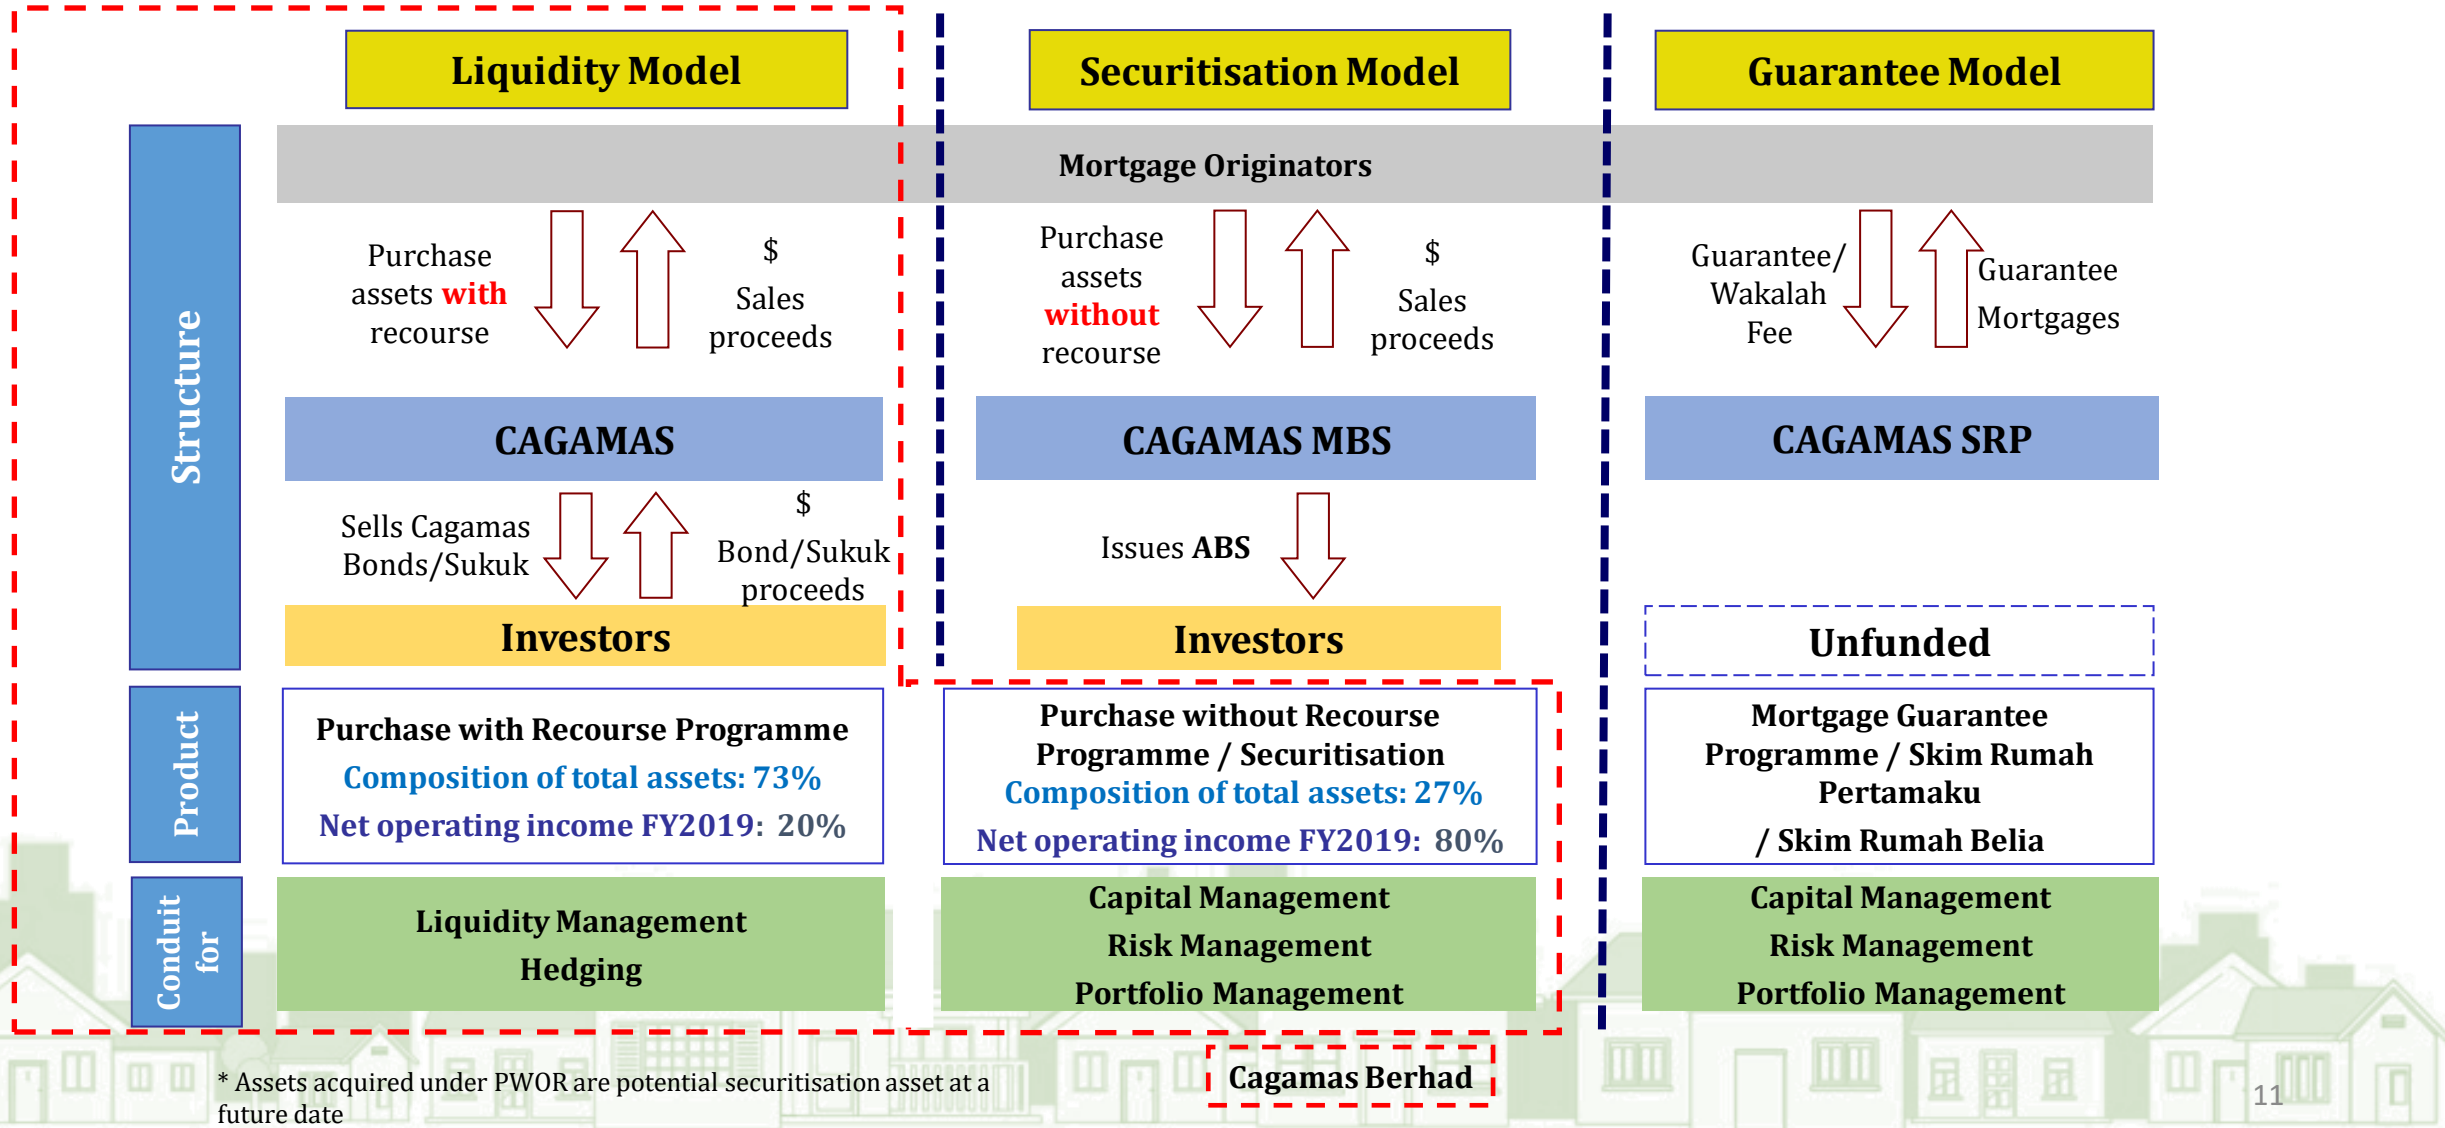 Liquidity Model
Securitisation Model
Guarantee Model
Structure
Mortgage Originators
Purchase
assets with
recourse
$
Sales
proceeds
Purchase
assets
without
recourse
$
Sales
proceeds
Guarantee/
Wakalah
Fee
Guarantee
Mortgages
CAGAMAS
CAGAMAS MBS
CAGAMAS SRP
Sells Cagamas
Bonds/Sukuk
$
Bond/Sukuk
proceeds
Issues ABS
Investors
Investors
Unfunded
Product
Purchase with Recourse Programme
Composition of total assets: 73%
Net operating income FY2019: 20%
Purchase without Recourse
Programme / Securitisation
Composition of total assets: 27%
Net operating income FY2019: 80%
Mortgage Guarantee
Programme / Skim Rumah
Pertamaku
/ Skim Rumah Belia
Conduit
for
Liquidity Management
Hedging
Capital Management
Risk Management
Portfolio Management
Capital Management
Risk Management
Portfolio Management
* Assets acquired under PWOR are potential securitisation asset at a
future date
Cagamas Berhad
11